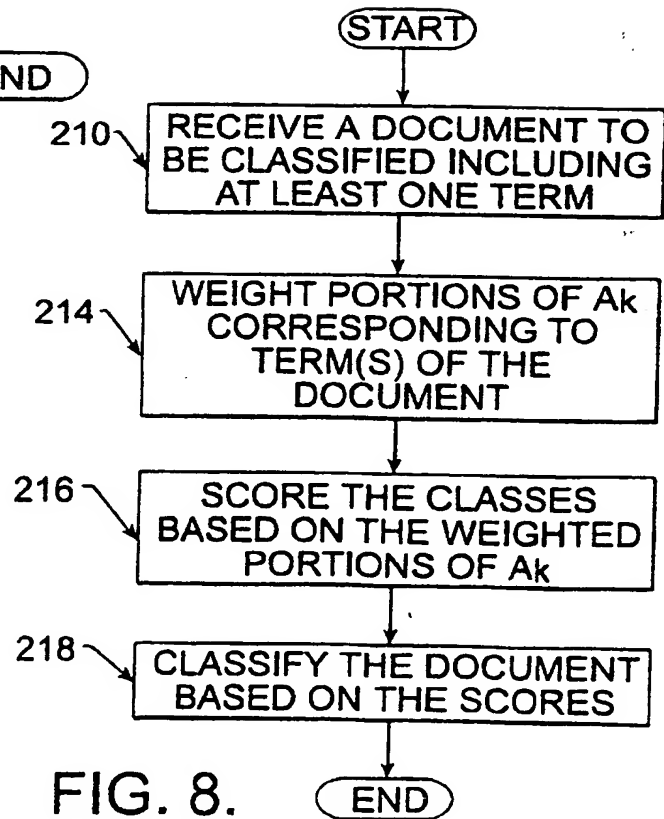 START
ND
210
RECEIVE A DOCUMENT TO
BE CLASSIFIED INCLUDING
AT LEAST ONE TERM
214
WEIGHT PORTIONS OF Ak
CORRESPONDING TO
TERM(S) OF THE
DOCUMENT
216
SCORE THE CLASSES
BASED ON THE WEIGHTED
PORTIONS OF Ak
218
CLASSIFY THE DOCUMENT
BASED ON THE SCORES
FIG. 8.
END